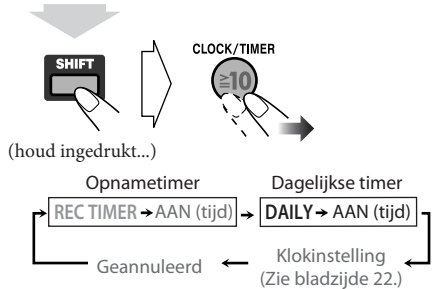 CLOCK/TIMER
SHIFT
≧10
(houd ingedrukt...)
Opnametimer Dagelijkse timer
REC TIMER → AAN (tijd) → DAILY → AAN (tijd)
Geannuleerd ← Klokinstelling
(Zie bladzijde 22.)